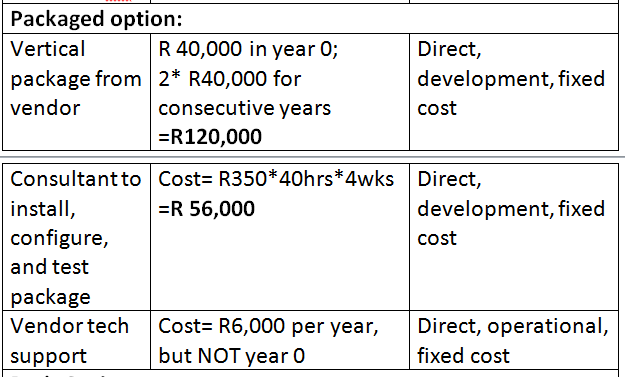 Packaged option:
Vertical
package from
vendor
R 40,000 in year 0;
2* R40,000 for
consecutive years
=R120,000
Direct,
development, fixed
cost
Consultant to
install,
configure,
and test
package
Cost= R350*40hrs*4wks
=R 56,000
Direct,
development, fixed
cost
Vendor tech
support
Cost= R6,000 per year,
but NOT year 0
Direct, operational,
fixed cost